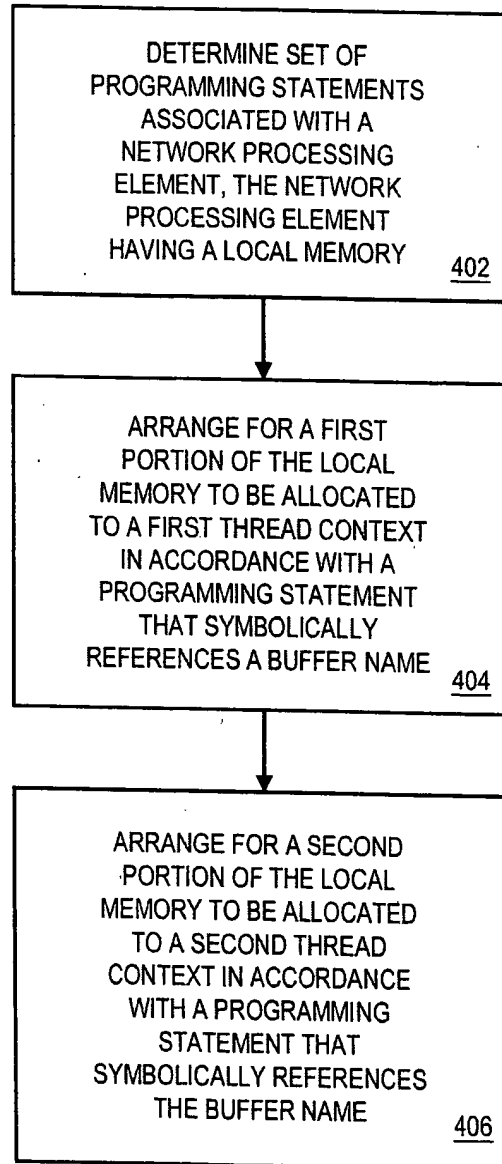 DETERMINE SET OF
PROGRAMMING STATEMENTS
ASSOCIATED WITH A
NETWORK PROCESSING
ELEMENT, THE NETWORK
PROCESSING ELEMENT
HAVING A LOCAL MEMORY
402
ARRANGE FOR A FIRST
PORTION OF THE LOCAL
MEMORY TO BE ALLOCATED
TO A FIRST THREAD CONTEXT
IN ACCORDANCE WITH A
PROGRAMMING STATEMENT
THAT SYMBOLICALLY
REFERENCES A BUFFER NAME
404
ARRANGE FOR A SECOND
PORTION OF THE LOCAL
MEMORY TO BE ALLOCATED
TO A SECOND THREAD
CONTEXT IN ACCORDANCE
WITH A PROGRAMMING
STATEMENT THAT
SYMBOLICALLY REFERENCES
THE BUFFER NAME
406